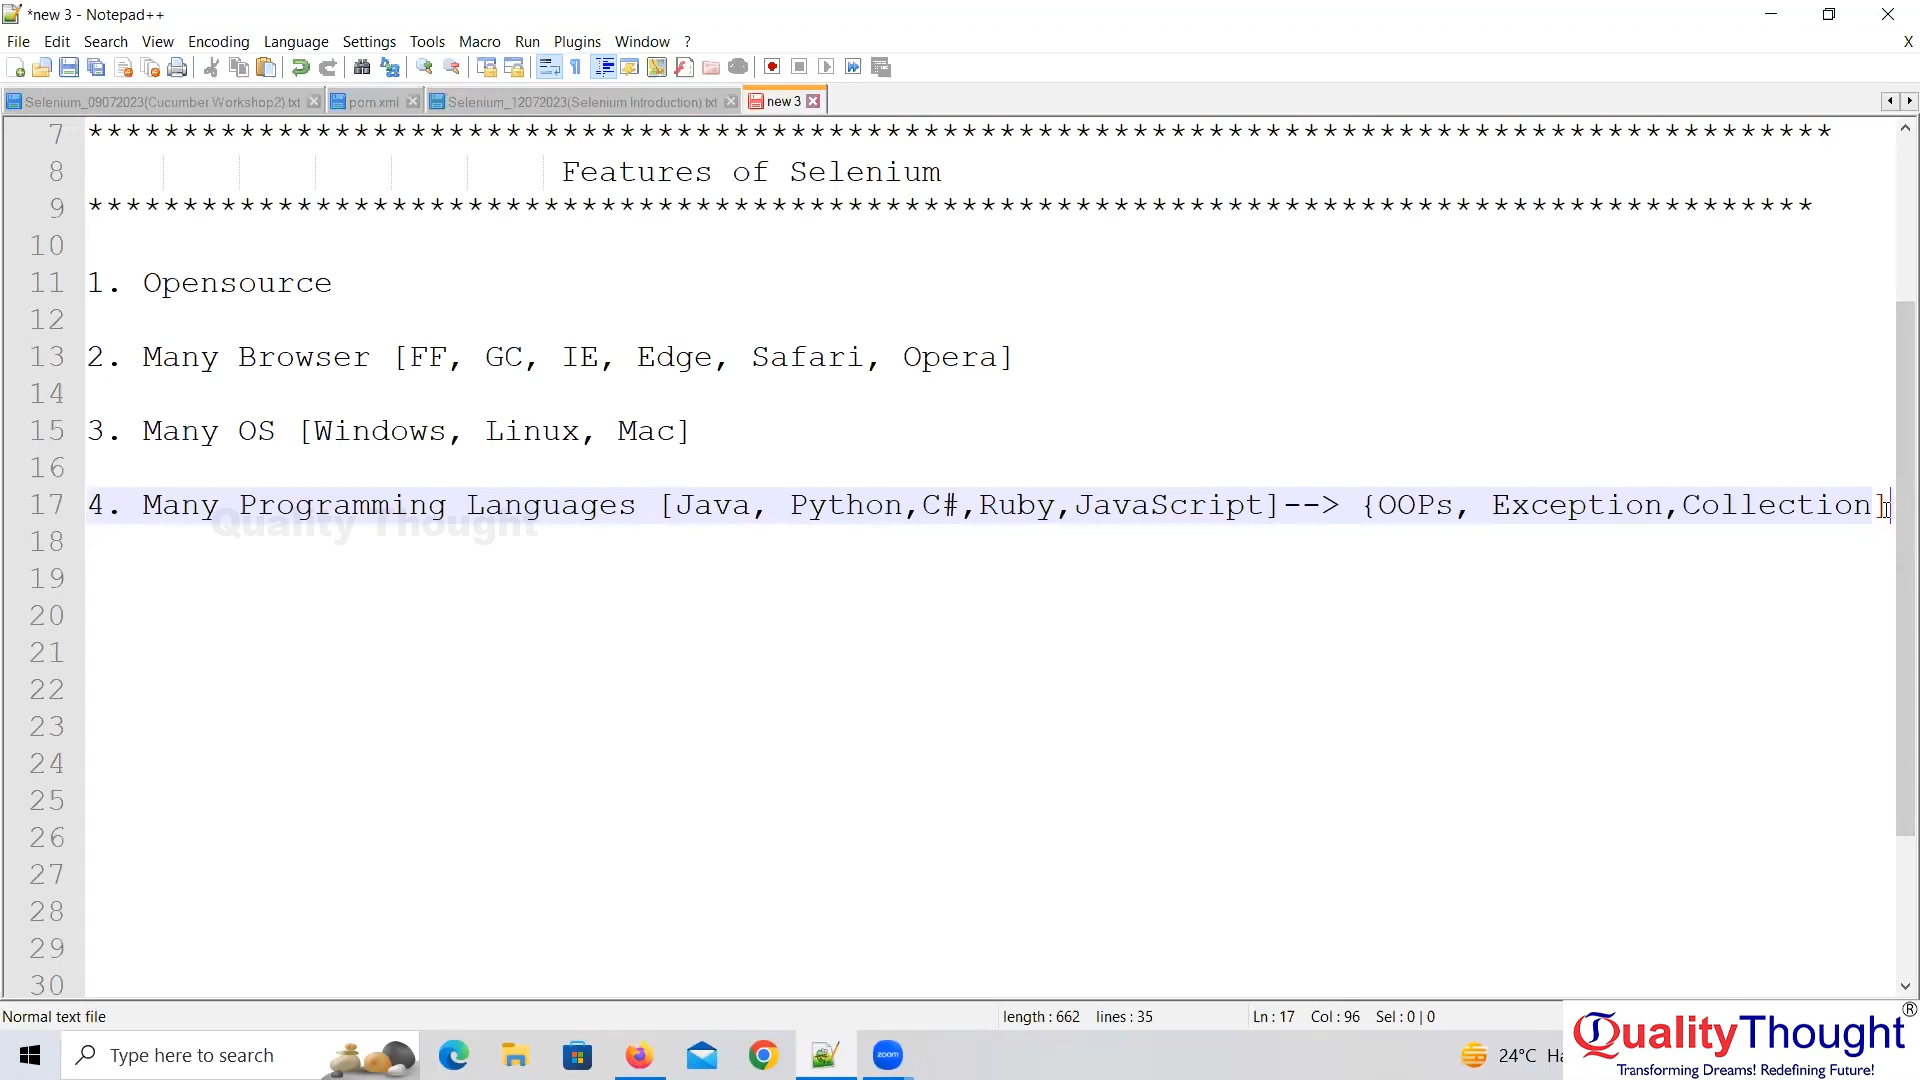 *new 3 - Notepad++
File Edit Search View Encoding Language Settings Tools Macro Run Plugins Window ? X
Selenium_09072023(Cucumber Workshop2).txt pom.xml Selenium_12072023(Selenium Introduction).txt new 3
7 ********************************************************************************************
8 Features of Selenium
9 *******************************************************************************************
10
11 1. Opensource
12
13 2. Many Browser [FF, GC, IE, Edge, Safari, Opera]
14
15 3. Many OS [Windows, Linux, Mac]
16
17 4. Many Programming Languages [Java, Python,C#,Ruby,JavaScript]--> {OOPs, Exception,Collection]
Quality Thought
18
19
20
21
22
23
24
25
26
27
28
29
30
Normal text file length : 662 lines : 35 Ln : 17 Col : 96 Sel : 0 | 0
Type here to search zoom 24°C
QualityThought ®
Transforming Dreams! Redefining Future!